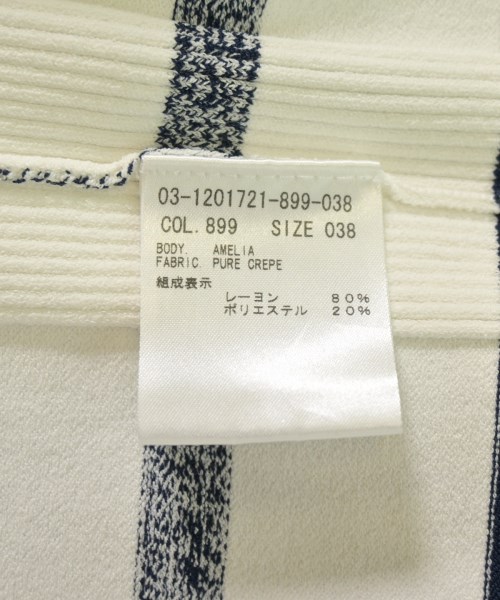 03-1201721-899-038
COL. 899 SIZE 038
BODY. AMELIA
FABRIC. PURE CREPE
組成表示
レーヨン 80%
ポリエステル 20%